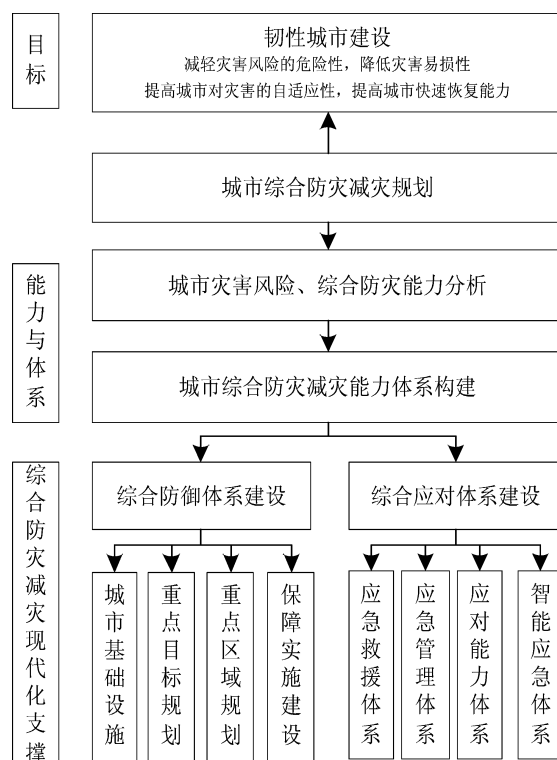 目标
韧性城市建设
减轻灾害风险的危险性，降低灾害易损性
提高城市对灾害的自适应性，提高城市快速恢复能力
城市综合防灾减灾规划
能力与体系
城市灾害风险、综合防灾能力分析
城市综合防灾减灾能力体系构建
综合防灾减灾现代化支撑
综合防御体系建设
综合应对体系建设
城市基础设施
重点目标规划
重点区域规划
保障实施建设
应急救援体系
应急管理体系
应对能力体系
智能应急体系